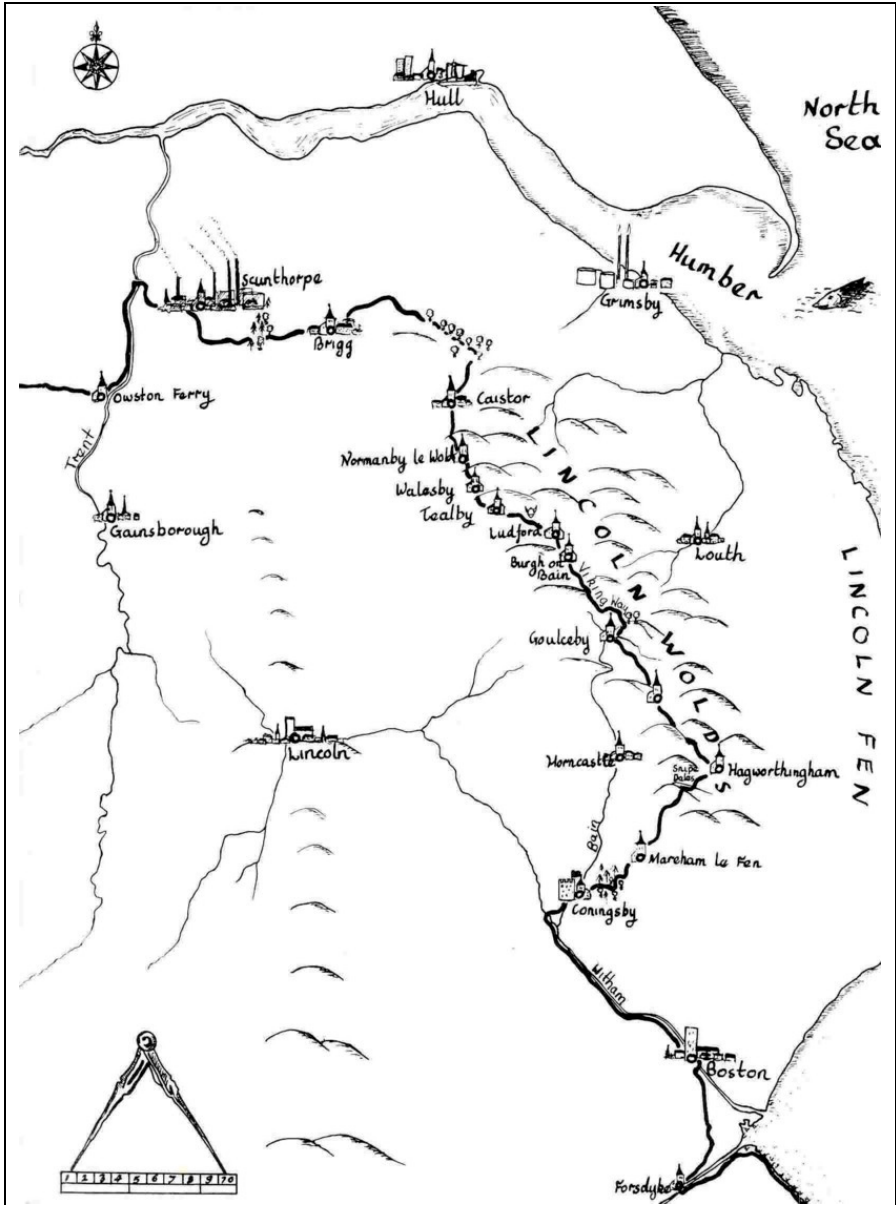 Hull
North
Sea
Scunthorpe
Humber
Grimsby
Brigg
Owston Ferry
Caistor
Trent
LINCOLN WOLDS
Normanby le Wold
Walesby
Tealby
Gainsborough
Ludford
Louth
Burgh on
Bain
Viking Way
LINCOLN FEN
Goulceby
Lincoln
Horncastle
Hagworthingham
Snipe
Dales
Bain
Mareham le Fen
Coningsby
Witham
Boston
Forsdyke
1 2 3 4 5 6 7 8 9 10